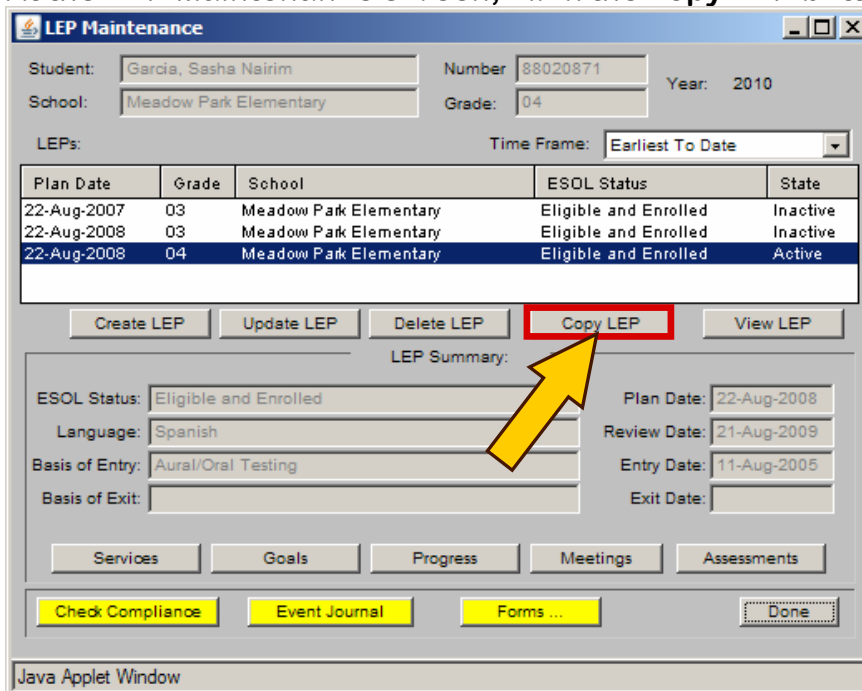 LEP Maintenance
Student: Garcia, Sasha Nairim Number 88020871 Year: 2010
School: Meadow Park Elementary Grade: 04
LEPs: Time Frame: Earliest To Date
Plan Date Grade School ESOL Status State
22-Aug-2007 03 Meadow Park Elementary Eligible and Enrolled Inactive
22-Aug-2008 03 Meadow Park Elementary Eligible and Enrolled Inactive
22-Aug-2008 04 Meadow Park Elementary Eligible and Enrolled Active
Create LEP Update LEP Delete LEP Copy LEP View LEP
LEP Summary:
ESOL Status: Eligible and Enrolled Plan Date: 22-Aug-2008
Language: Spanish Review Date: 21-Aug-2009
Basis of Entry: Aural/Oral Testing Entry Date: 11-Aug-2005
Basis of Exit: Exit Date:
Services Goals Progress Meetings Assessments
Check Compliance Event Journal Forms ... Done
Java Applet Window